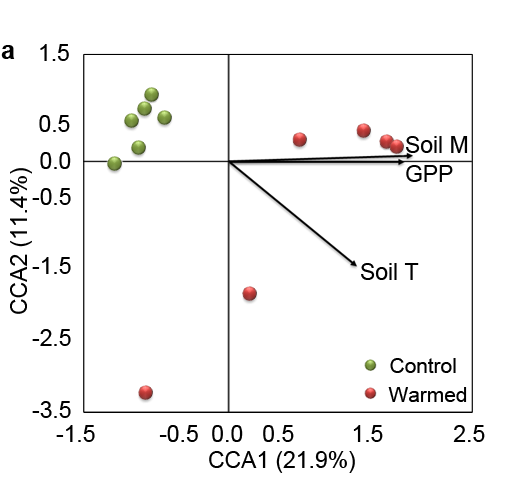 a
1.5
0.5
0.0
-0.5
-1.5
-2.5
-3.5
CCA2 (11.4%)
Soil M
GPP
Soil T
Control
Warmed
-1.5 -0.5 0.0 0.5 1.5 2.5
CCA1 (21.9%)